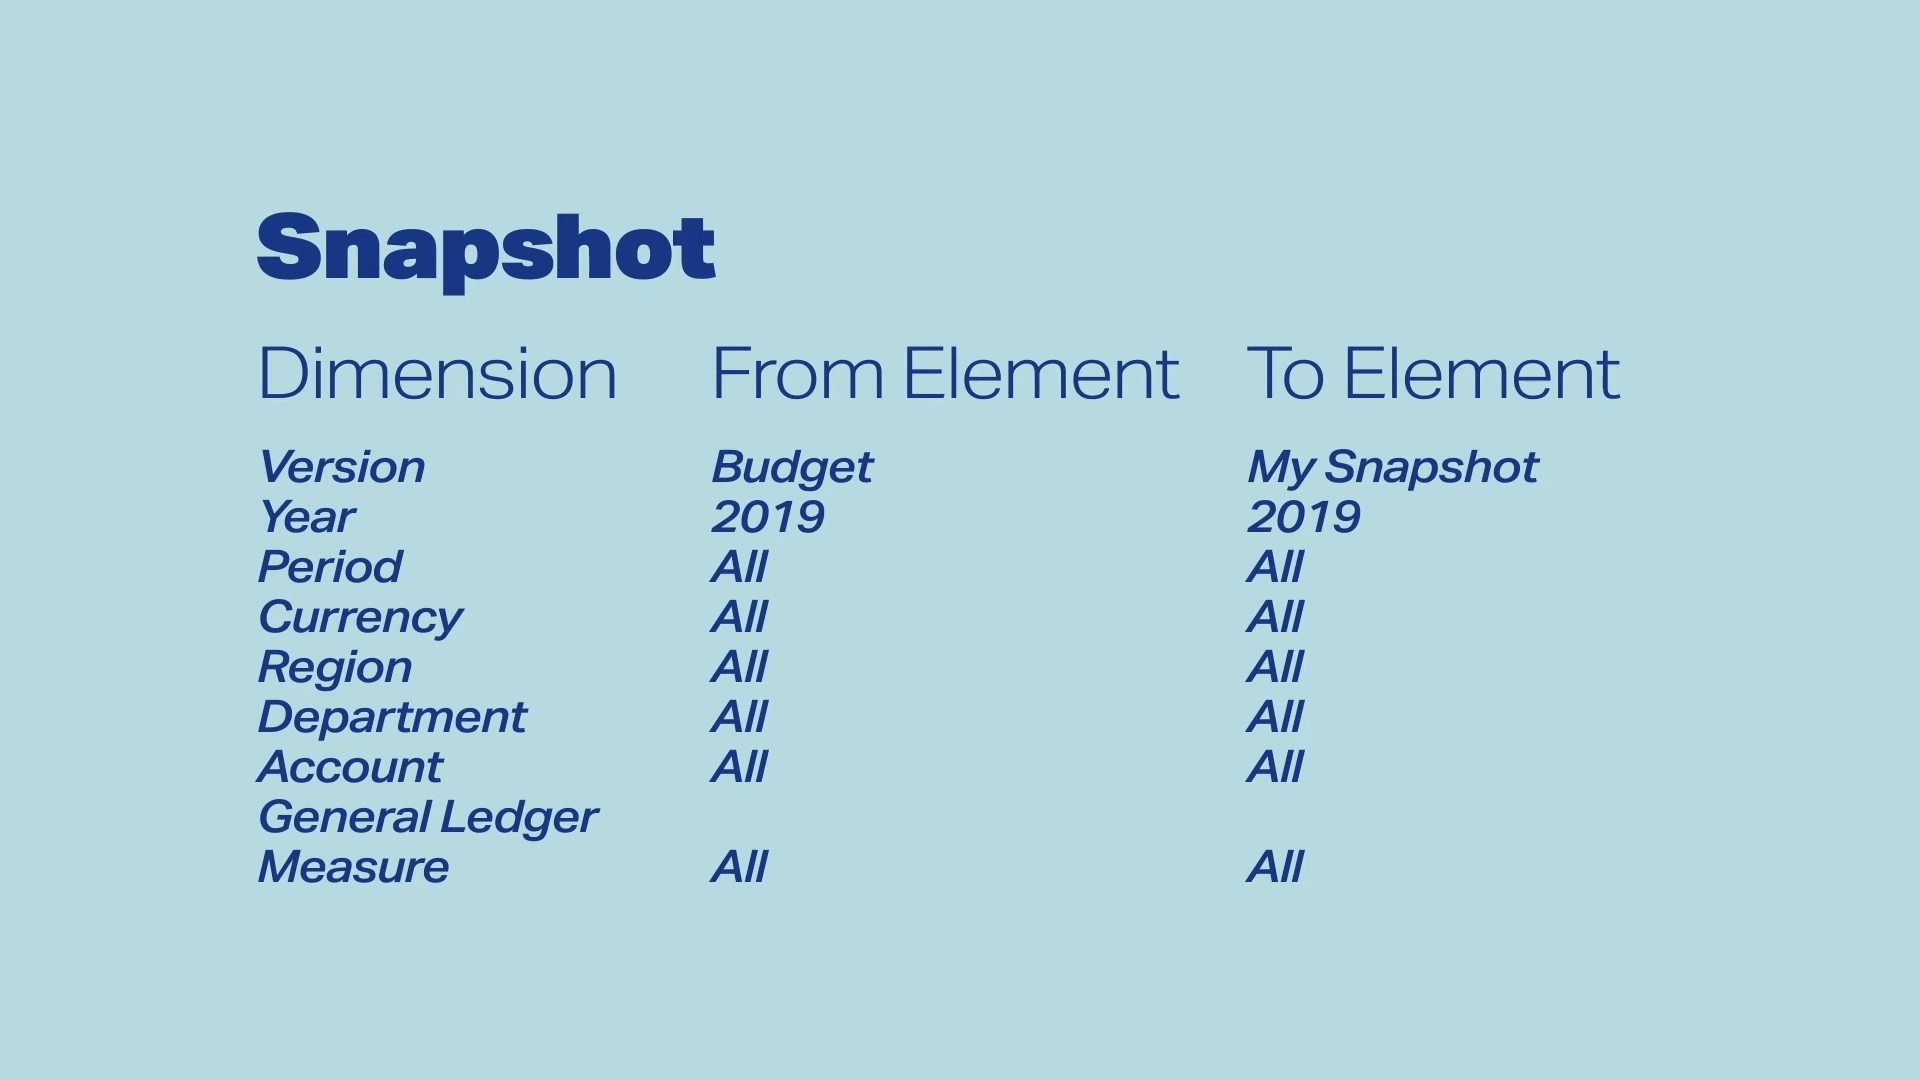 Snapshot
Dimension From Element To Element
Version Budget My Snapshot
Year 2019 2019
Period All All
Currency All All
Region All All
Department All All
Account All All
General Ledger
Measure All All